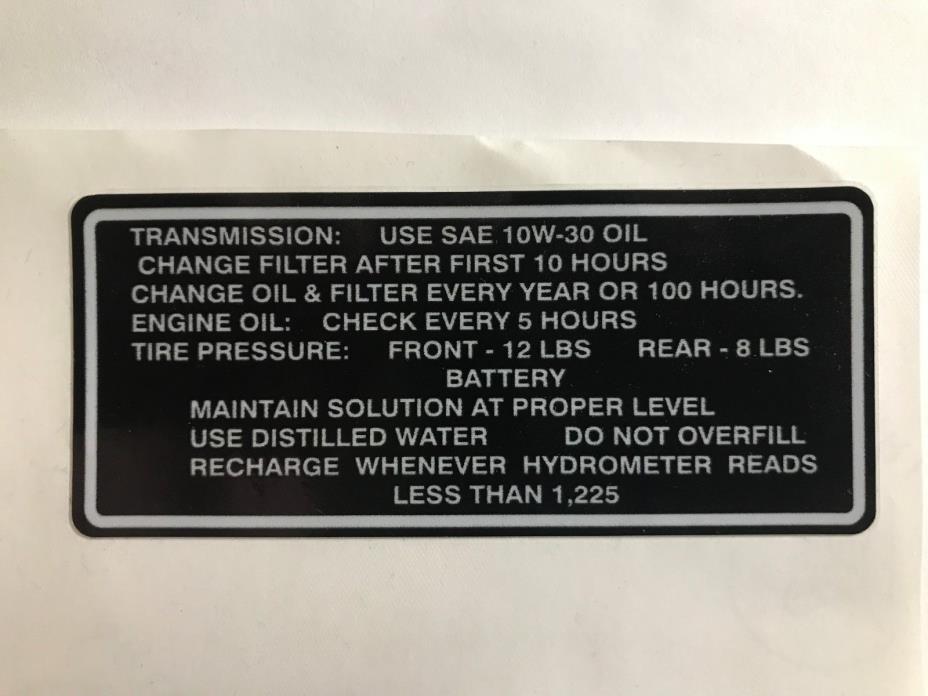 TRANSMISSION: USE SAE 10W-30 OIL
CHANGE FILTER AFTER FIRST 10 HOURS
CHANGE OIL & FILTER EVERY YEAR OR 100 HOURS.
ENGINE OIL: CHECK EVERY 5 HOURS
TIRE PRESSURE: FRONT - 12 LBS REAR - 8 LBS
BATTERY
MAINTAIN SOLUTION AT PROPER LEVEL
USE DISTILLED WATER DO NOT OVERFILL
RECHARGE WHENEVER HYDROMETER READS
LESS THAN 1,225